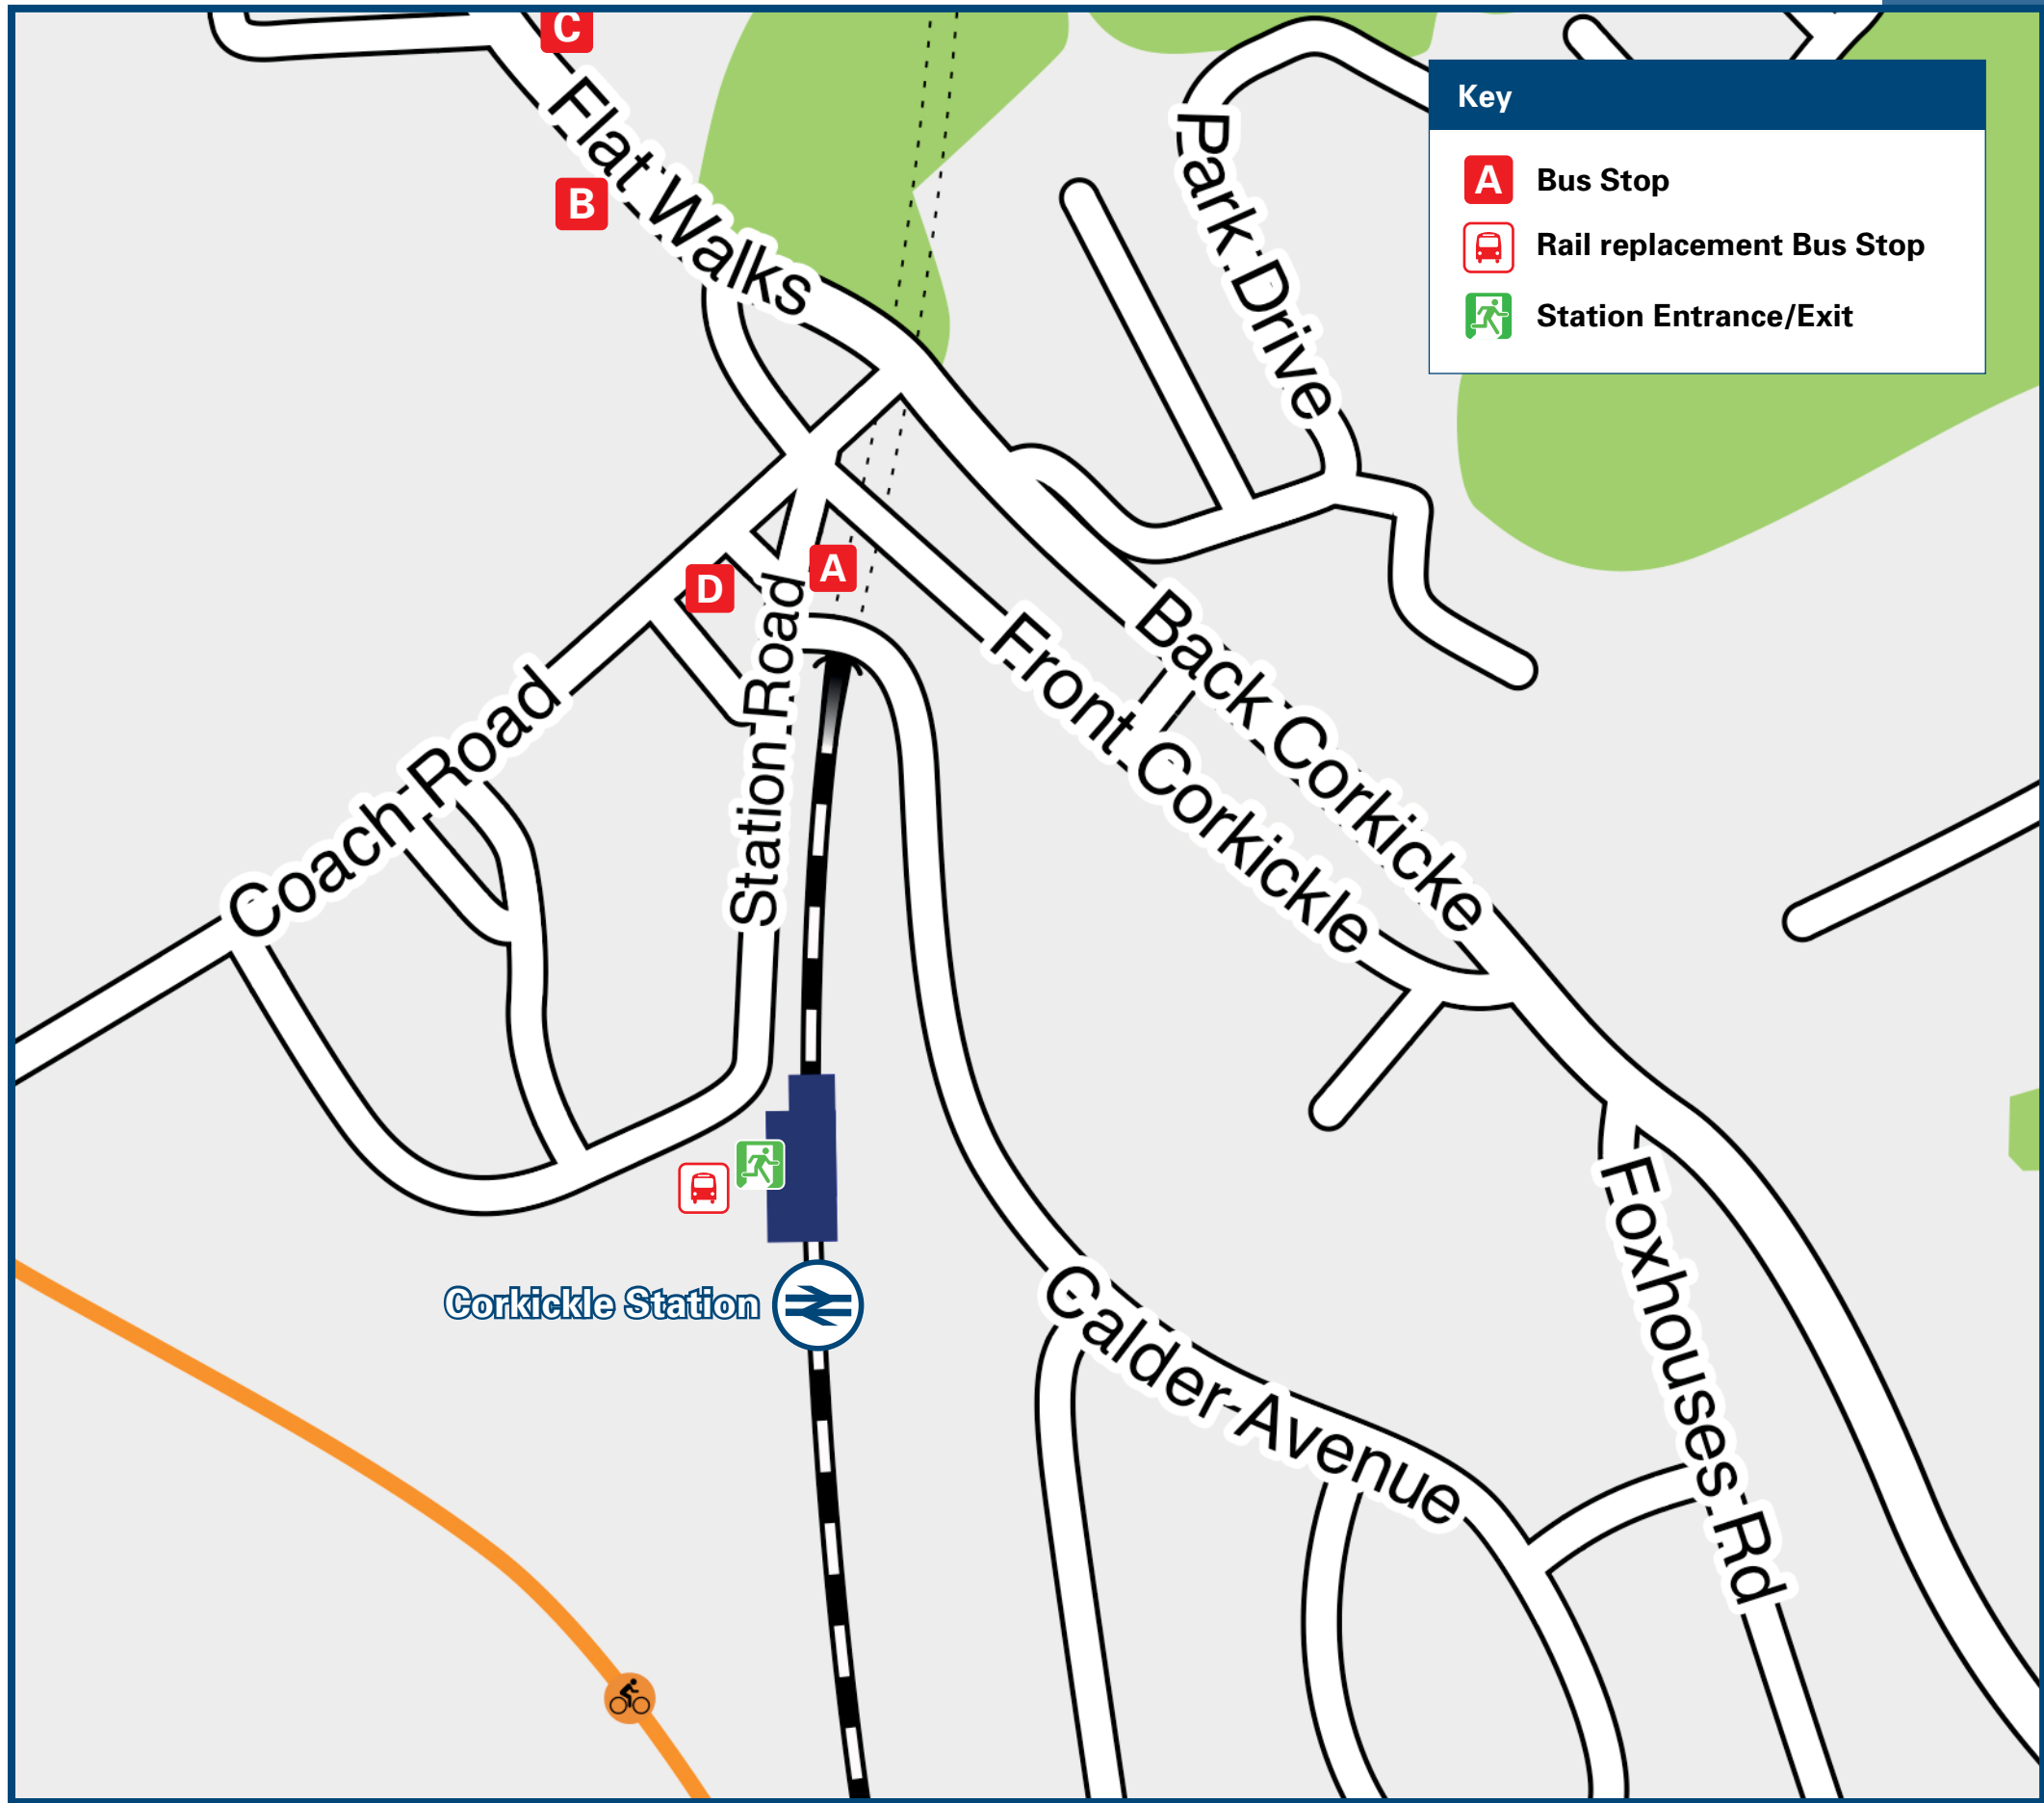 C
Flat Walks
B
Park Drive
Key
A Bus Stop
Rail replacement Bus Stop
Station Entrance/Exit
A
D
Station Road
Coach Road
Back Corkicke
Front Corkickle
Foxhouses Rd
Corkickle Station
Calder Avenue